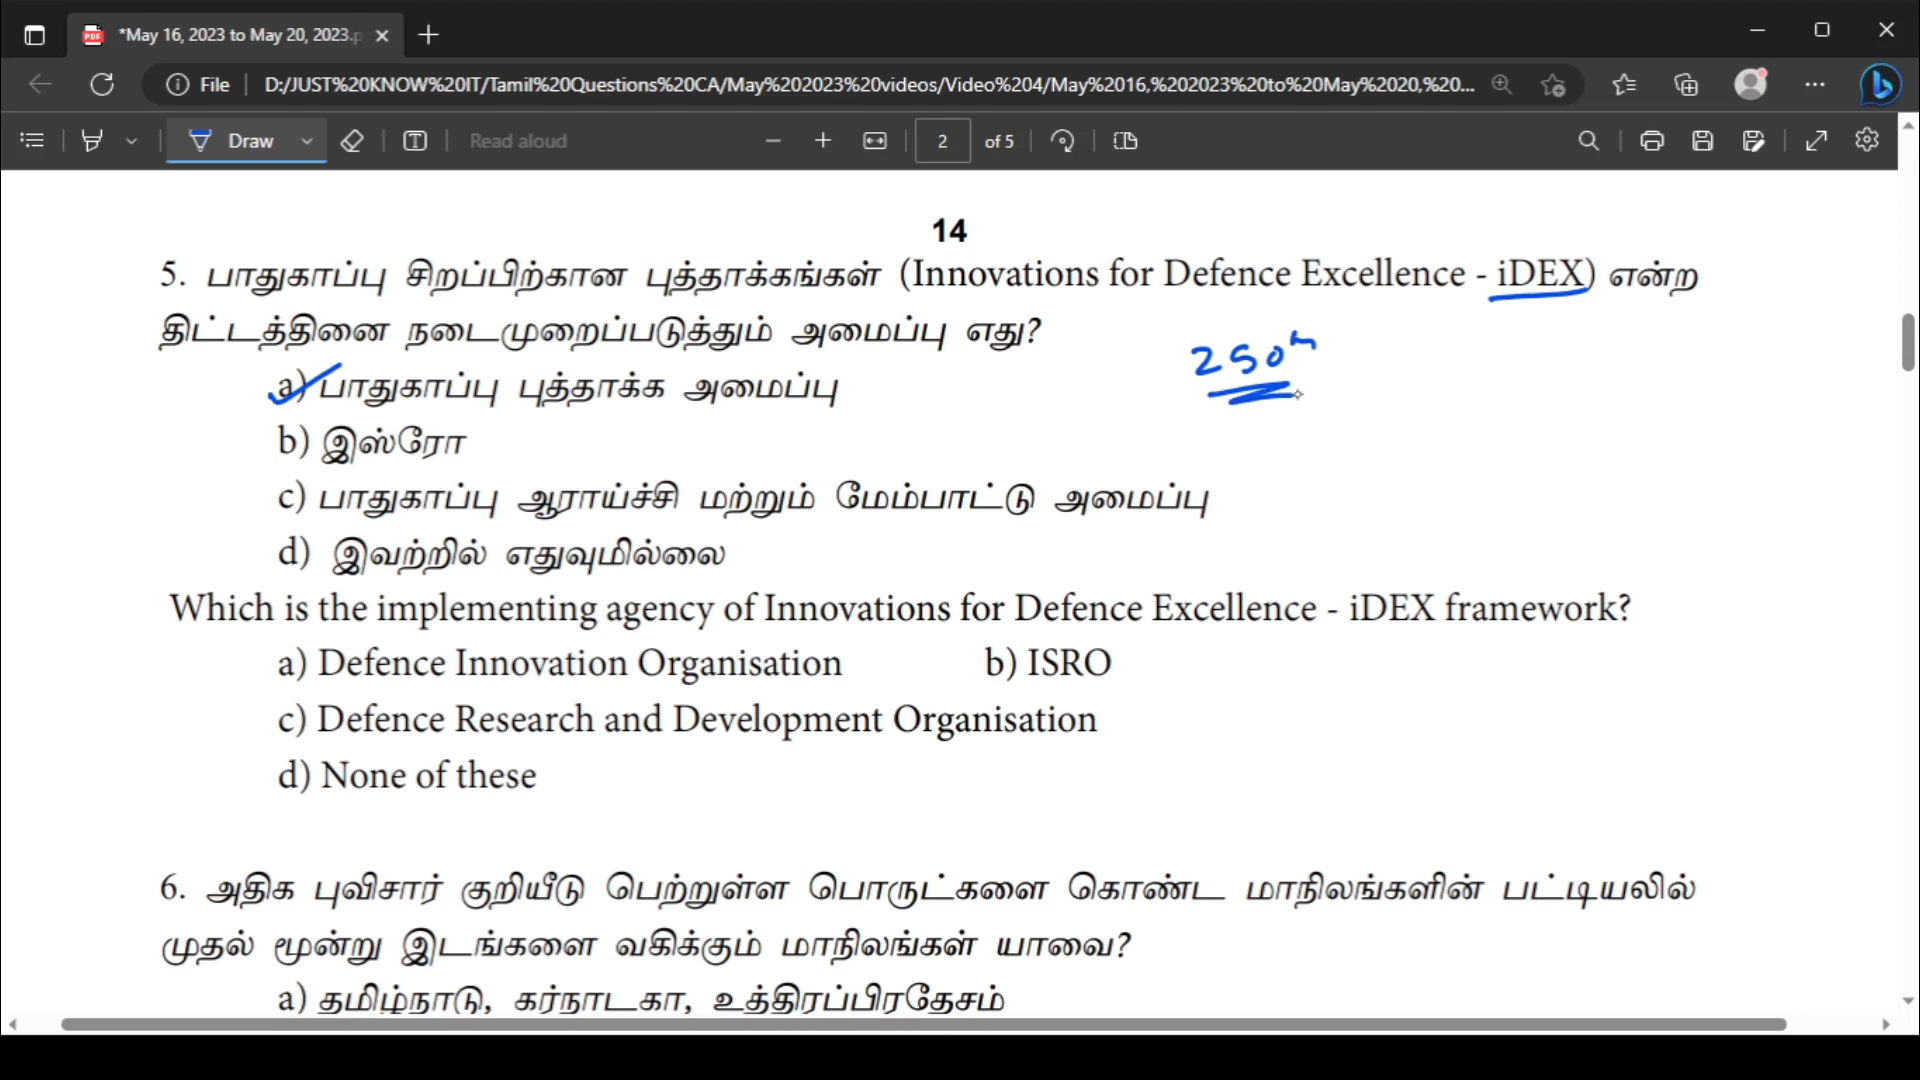 *May 16, 2023 to May 20, 2023.p
File
D:/JUST%20KNOW%20IT/Tamil%20Questions%20CA/May%202023%20videos/Video%204/May%2016,%202023%20to%20May%2020,%20...
Draw
Read aloud
2 of 5
14
5. பாதுகாப்பு சிறப்பிற்கான புத்தாக்கங்கள் (Innovations for Defence Excellence - iDEX) என்ற
திட்டத்தினை நடைமுறைப்படுத்தும் அமைப்பு எது?
250th
a) பாதுகாப்பு புத்தாக்க அமைப்பு
b) இஸ்ரோ
c) பாதுகாப்பு ஆராய்ச்சி மற்றும் மேம்பாட்டு அமைப்பு
d) இவற்றில் எதுவுமில்லை
Which is the implementing agency of Innovations for Defence Excellence - iDEX framework?
a) Defence Innovation Organisation b) ISRO
c) Defence Research and Development Organisation
d) None of these
6. அதிக புவிசார் குறியீடு பெற்றுள்ள பொருட்களை கொண்ட மாநிலங்களின் பட்டியலில்
முதல் மூன்று இடங்களை வகிக்கும் மாநிலங்கள் யாவை?
a) தமிழ்நாடு, கர்நாடகா, உத்திரப்பிரதேசம்